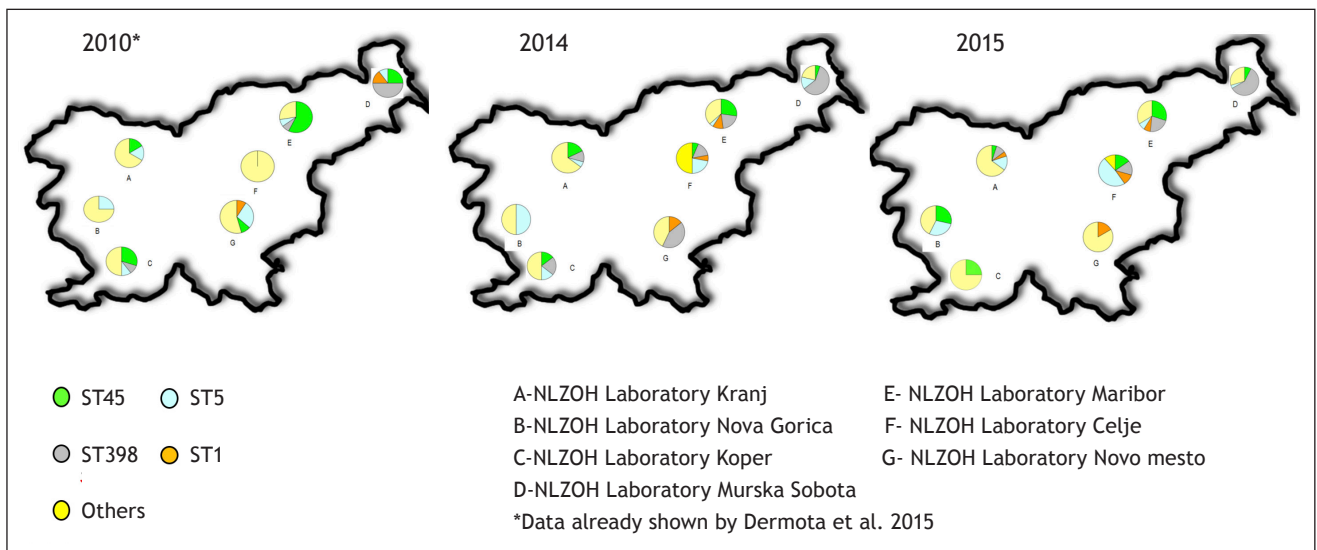 2010*
2014
2015
D
E
A
F
B
G
C
D
E
A
F
B
G
C
D
E
A
F
B
G
C
ST45
ST5
ST398
ST1
Others
A-NLZOH Laboratory Kranj
B-NLZOH Laboratory Nova Gorica
C-NLZOH Laboratory Koper
D-NLZOH Laboratory Murska Sobota
*Data already shown by Dermota et al. 2015
E- NLZOH Laboratory Maribor
F- NLZOH Laboratory Celje
G- NLZOH Laboratory Novo mesto